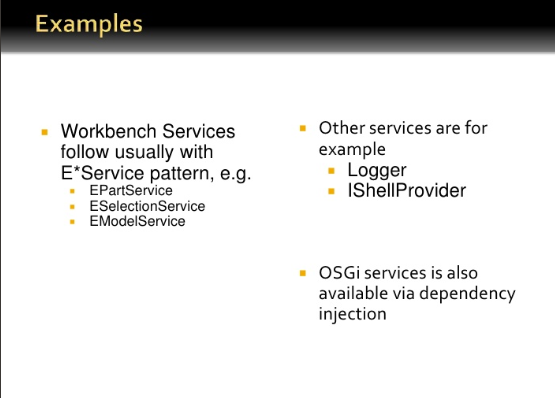 Examples
Workbench Services
follow usually with
E*Service pattern, e.g.
EPartService
ESelectionService
EModelService
Other services are for
example
Logger
IShellProvider
OSGi services is also
available via dependency
injection